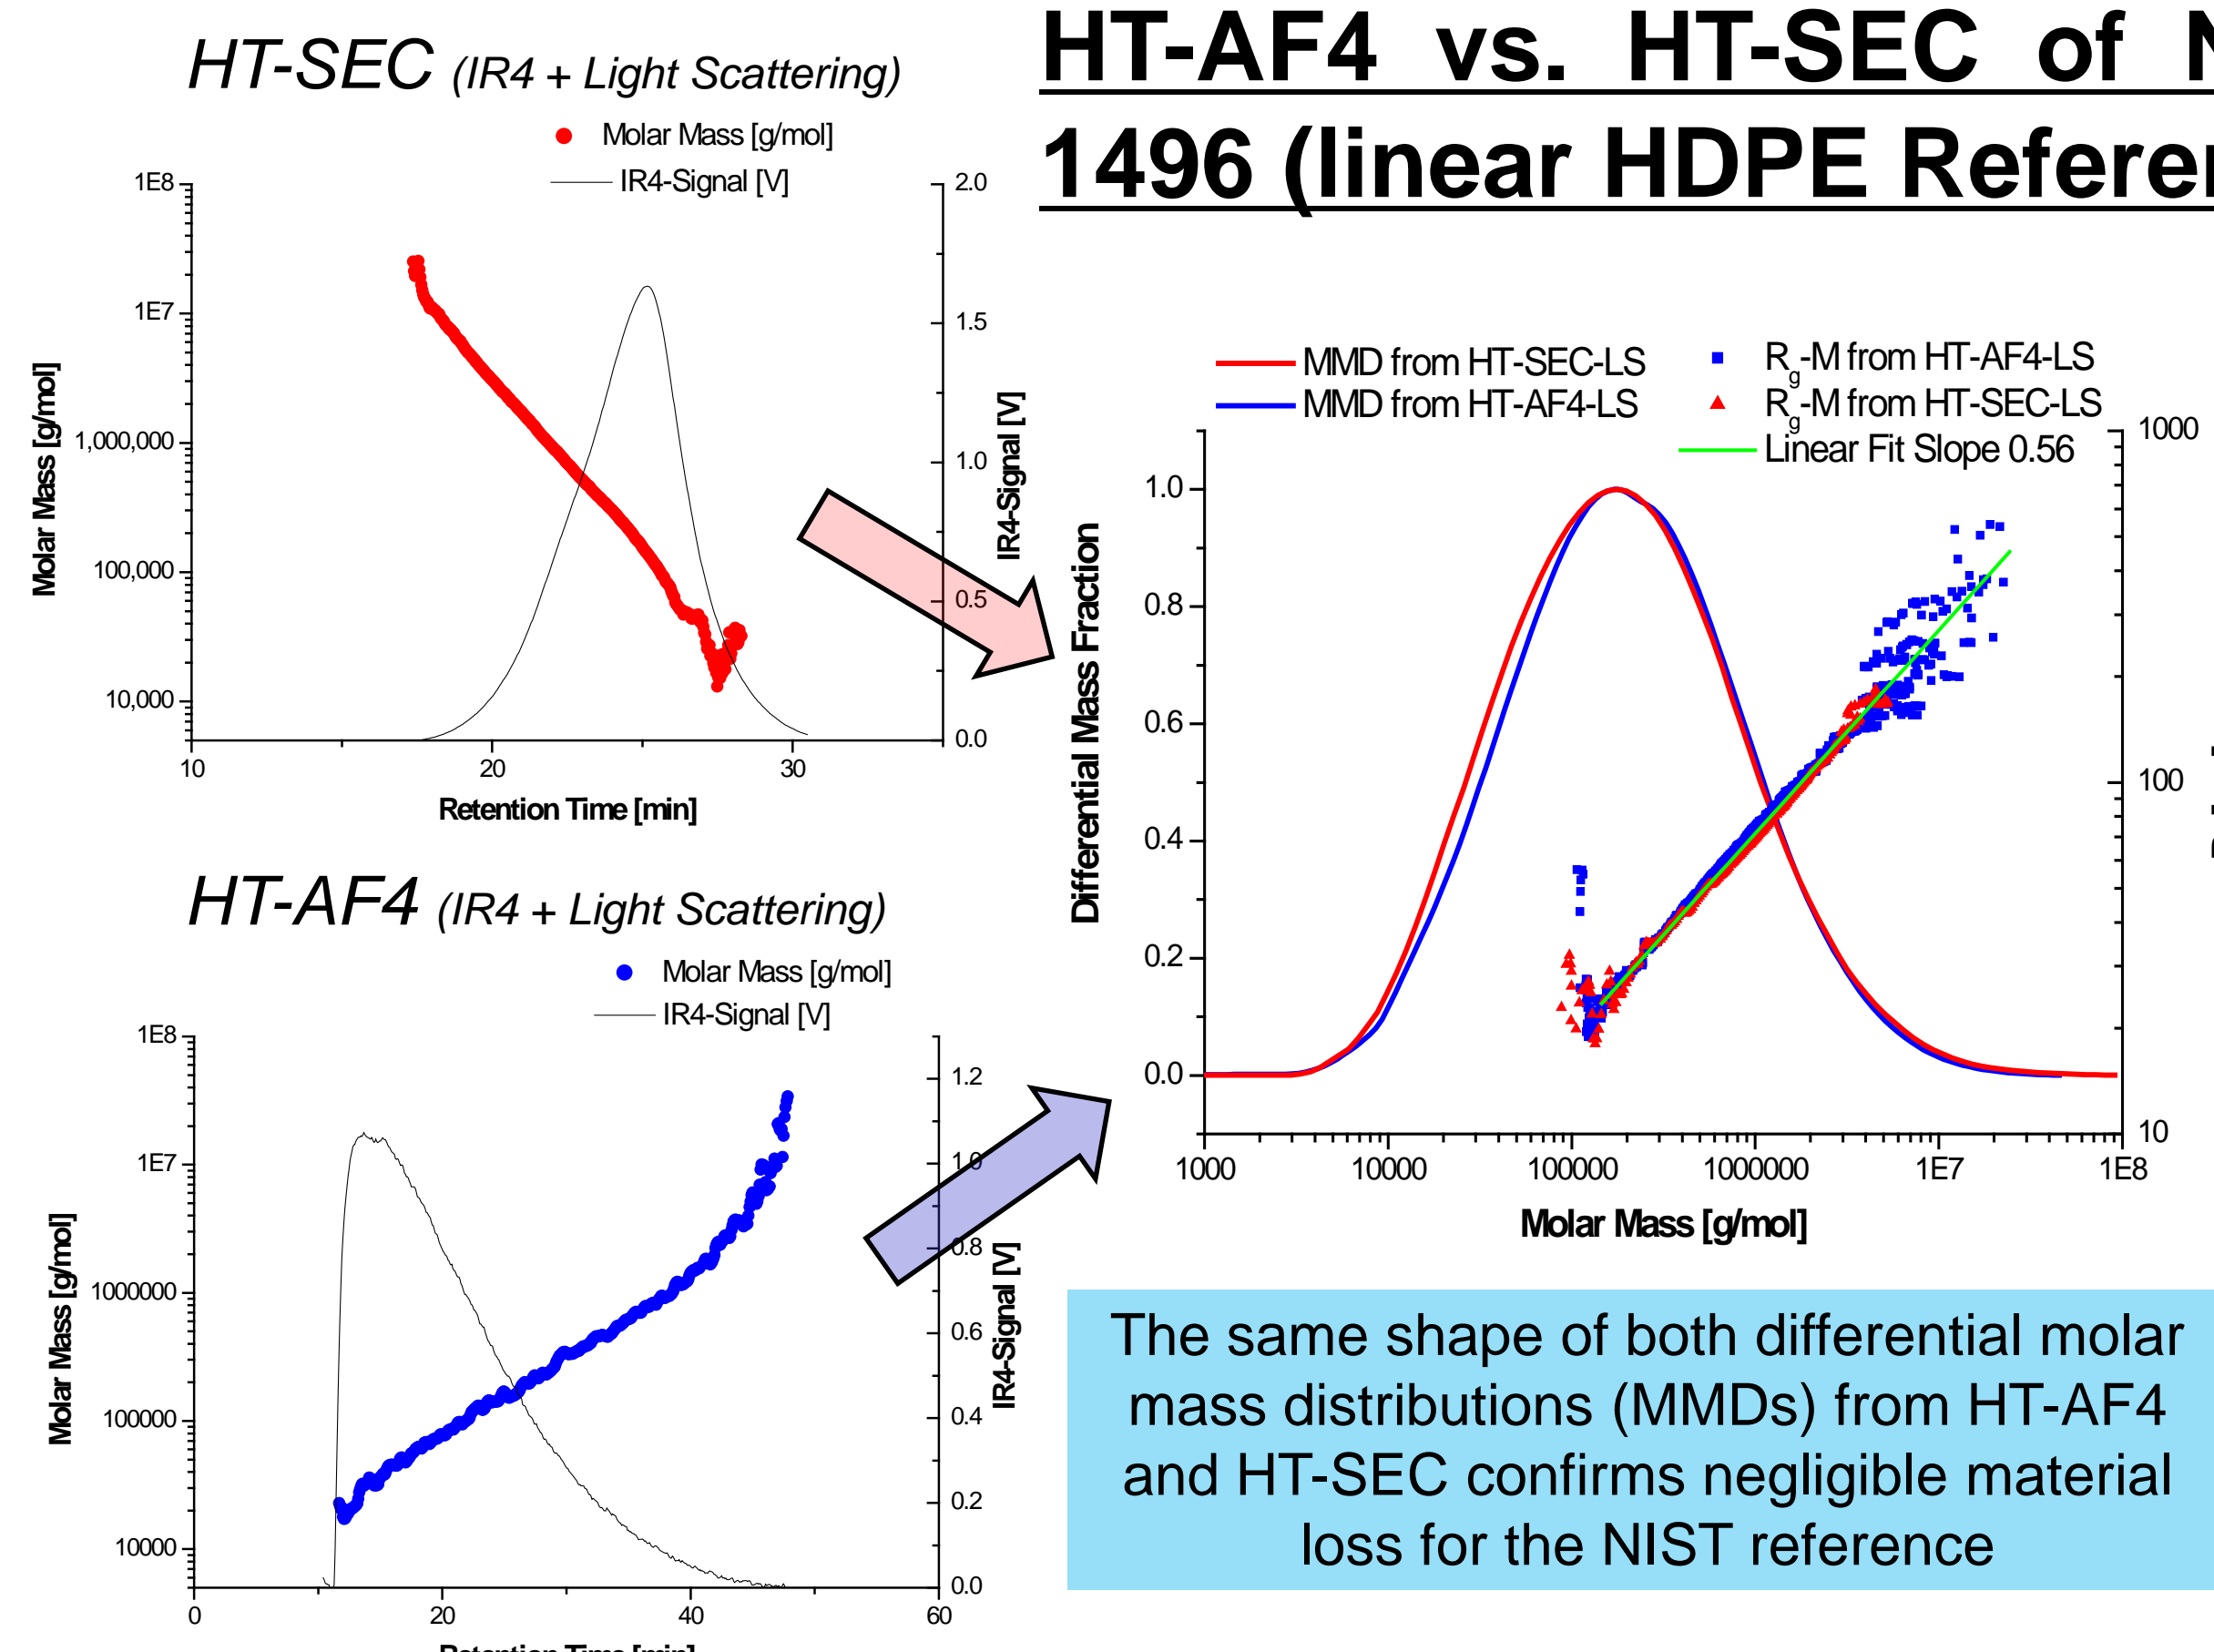 HT-SEC (IR4 + Light Scattering)
HT-AF4 vs. HT-SEC of
1496 (linear HDPE
Molar Mass [g/mol]
IR4-Signal [V]
1E8
1E7
1,000,000
100,000
10,000
Molar Mass [g/mol]
2.0
1.5
1.0
0.5
0.0
IR4-Signal [V]
10
20
30
Retention Time [min]
HT-AF4 (IR4 + Light Scattering)
Molar Mass [g/mol]
IR4-Signal [V]
1E8
1E7
1000000
100000
10000
Molar Mass [g/mol]
1.2
1.0
0.8
0.6
0.4
0.2
0.0
IR4-Signal [V]
0
20
40
60
Retention Time [min]
MMD from HT-SEC-LS
MMD from HT-AF4-LS
Rg-M from HT-AF4-LS
Rg-M from HT-SEC-LS
Linear Fit Slope 0.56
1.0
0.8
0.6
0.4
0.2
0.0
Differential Mass Fraction
1000
100
10
1000
10000
100000
1000000
1E7
1E8
Molar Mass [g/mol]
The same shape of both differential molar
mass distributions (MMDs) from HT-AF4
and HT-SEC confirms negligible material
loss for the NIST reference